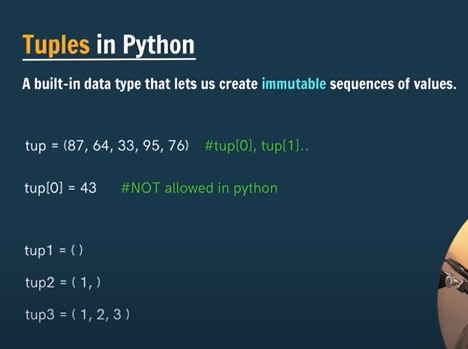 Tuples in Python
A built-in data type that lets us create immutable sequences of values.
tup = (87, 64, 33, 95, 76) #tup[0], tup[1]..
tup[0] = 43 #NOT allowed in python
tup1 = ( )
tup2 = ( 1, )
tup3 = ( 1, 2, 3 )